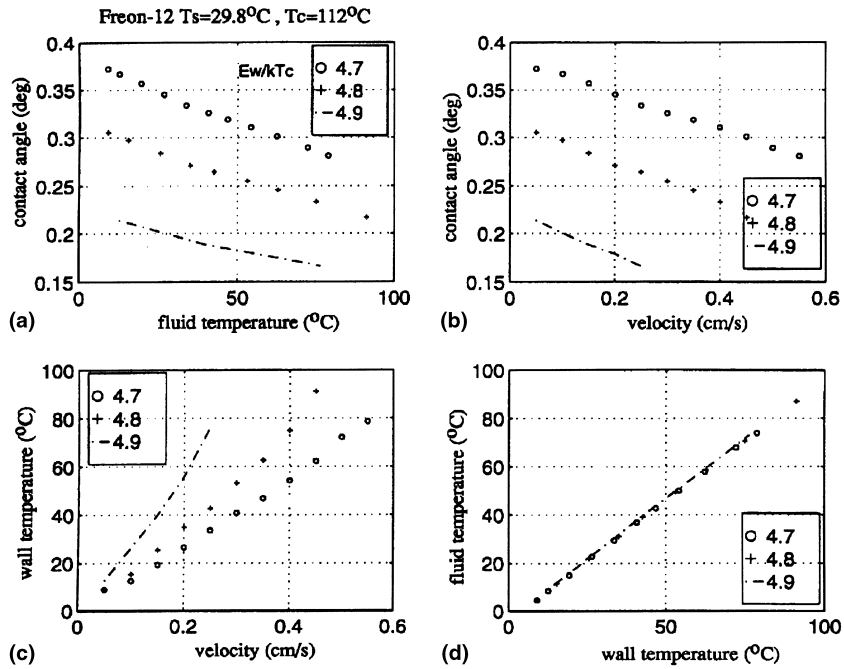 Freon-12 Ts=29.8°C , Tc=112°C
contact angle (deg)
0.4
0.35
0.3
0.25
0.2
0.15
Ew/kTc
o 4.7
+ 4.8
-·- 4.9
0 50 100
(a) fluid temperature (°C)
contact angle (deg)
0.4
0.35
0.3
0.25
0.2
0.15
o 4.7
+ 4.8
-·- 4.9
0 0.2 0.4 0.6
(b) velocity (cm/s)
wall temperature (°C)
100
80
60
40
20
0
o 4.7
+ 4.8
-·- 4.9
0 0.2 0.4 0.6
(c) velocity (cm/s)
fluid temperature (°C)
100
80
60
40
20
0
o 4.7
+ 4.8
-·- 4.9
0 50 100
(d) wall temperature (°C)